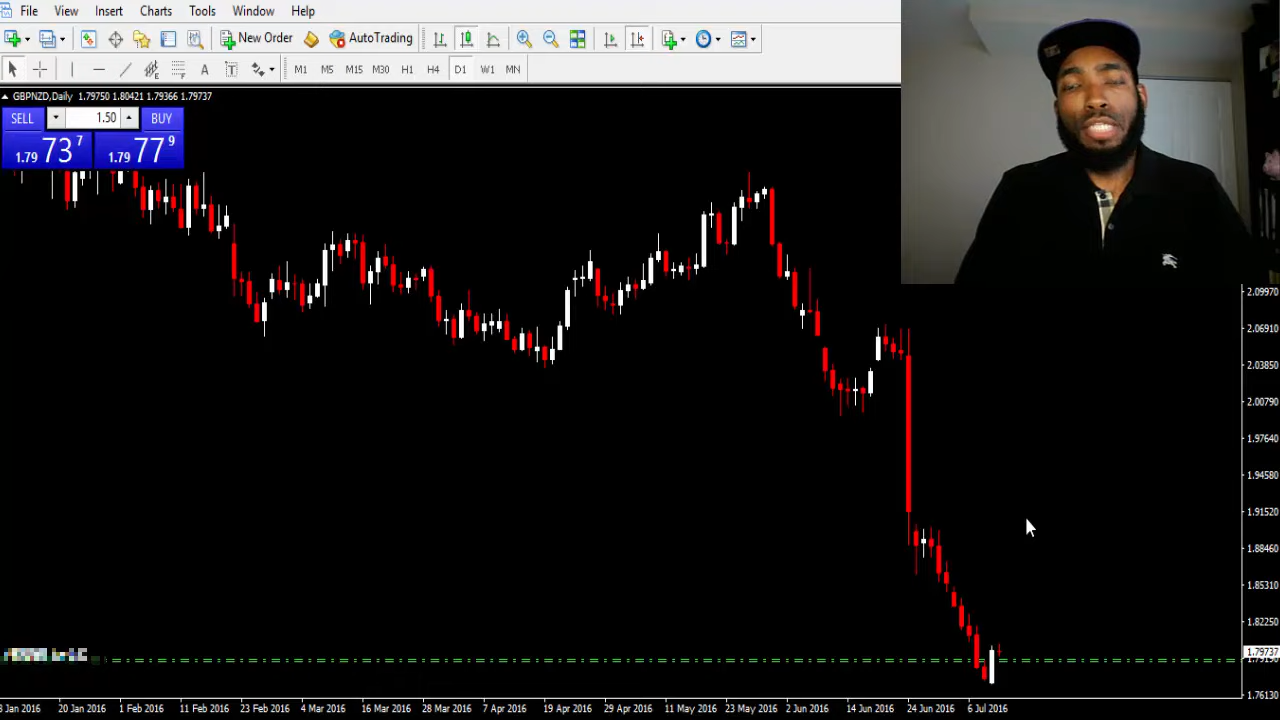 File View Insert Charts Tools Window Help
New Order AutoTrading
A T M1 M5 M15 M30 H1 H4 D1 W1 MN
GBPNZD,Daily 1.79750 1.80421 1.79366 1.79737
SELL 1.50 BUY
1.79 73 7 1.79 77 9
2.09970
2.06910
2.03850
2.00790
1.97640
1.94580
1.91520
1.88460
1.85310
1.82250
1.79737
1.76130
20 Jan 2016 1 Feb 2016 11 Feb 2016 23 Feb 2016 4 Mar 2016 16 Mar 2016 28 Mar 2016 7 Apr 2016 19 Apr 2016 29 Apr 2016 11 May 2016 23 May 2016 2 Jun 2016 14 Jun 2016 24 Jun 2016 6 Jul 2016